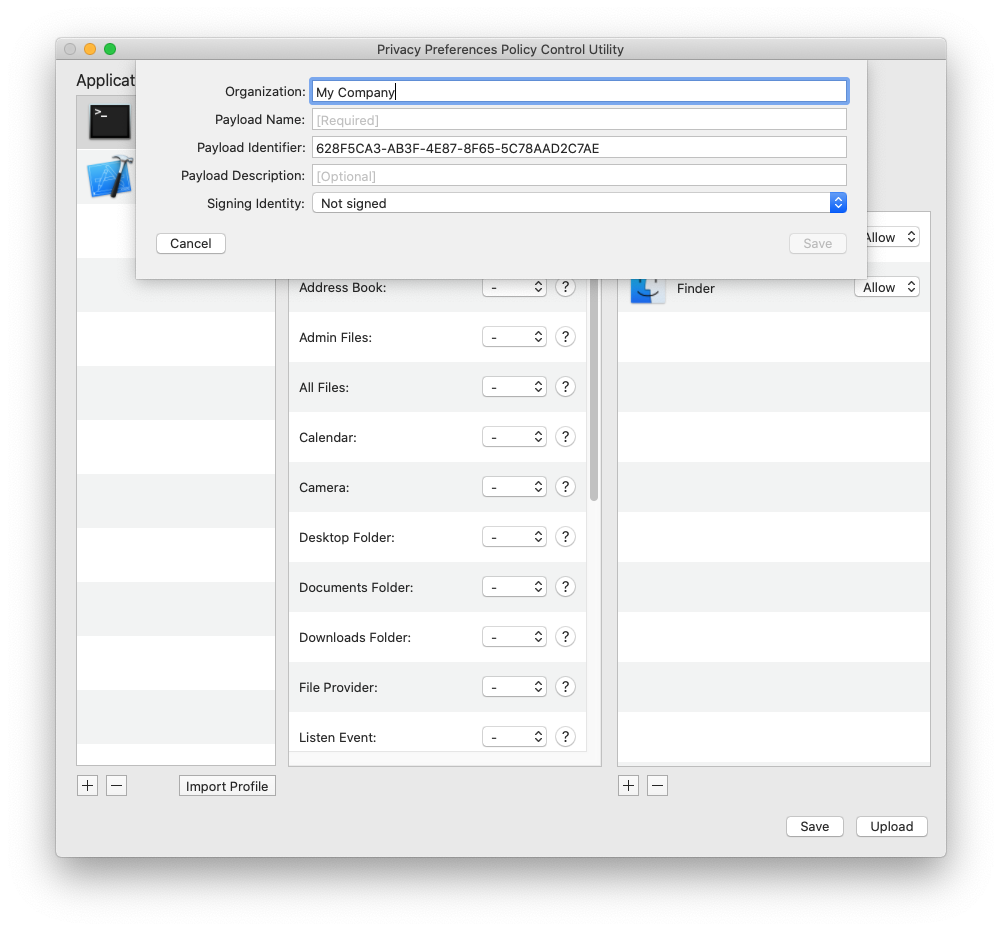 Privacy Preferences Policy Control Utility
Applicat
Organization: My Company
Payload Name: [Required]
Payload Identifier: 628F5CA3-AB3F-4E87-8F65-5C78AAD2C7AE
Payload Description: [Optional]
Signing Identity: Not signed
Cancel Save
Allow
>_
Address Book: - ?
Finder Allow
Admin Files: - ?
All Files: - ?
Calendar: - ?
Camera: - ?
Desktop Folder: - ?
Documents Folder: - ?
Downloads Folder: - ?
File Provider: - ?
Listen Event: - ?
+ − Import Profile + −
Save Upload